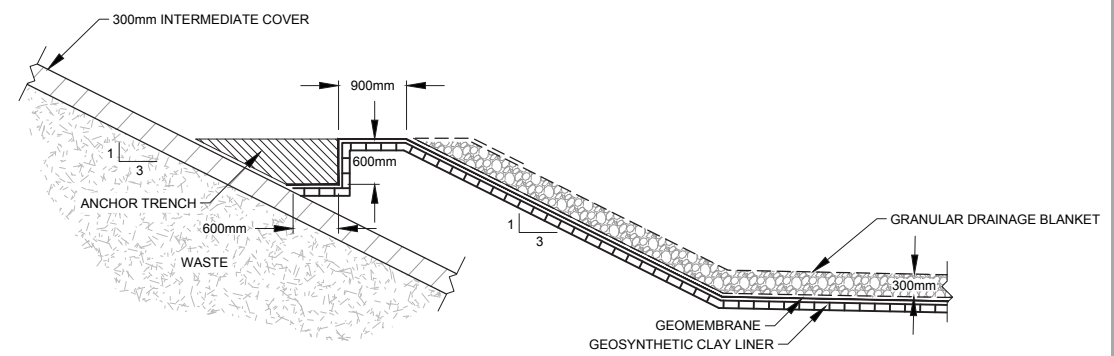 300mm INTERMEDIATE COVER
900mm
600mm
1
3
ANCHOR TRENCH
600mm
WASTE
1
3
GRANULAR DRAINAGE BLANKET
300mm
GEOMEMBRANE
GEOSYNTHETIC CLAY LINER